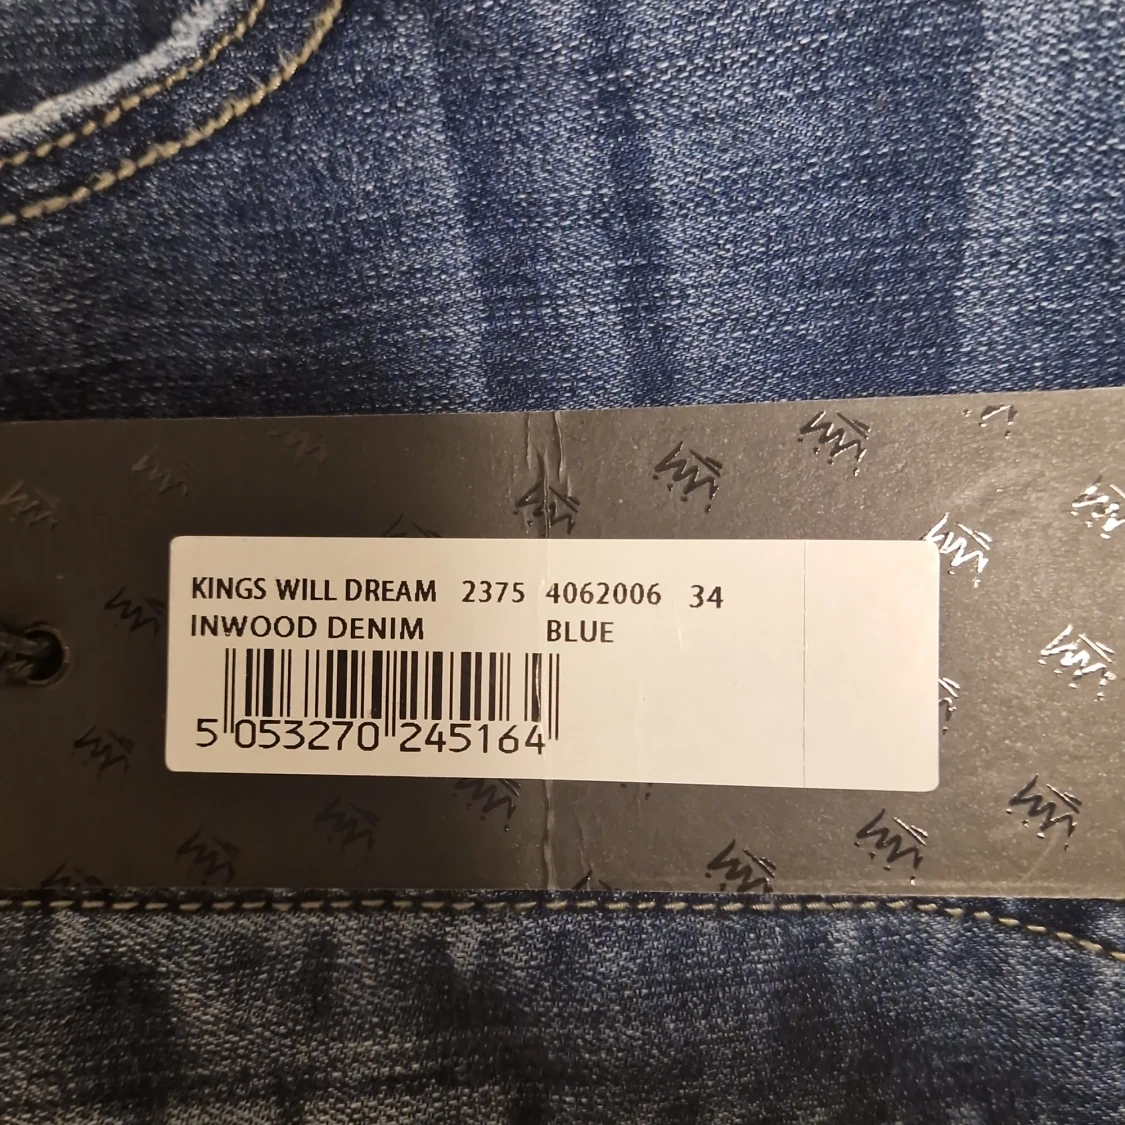 KINGS WILL DREAM 2375 4062006 34
INWOOD DENIM BLUE
5 053270 245164